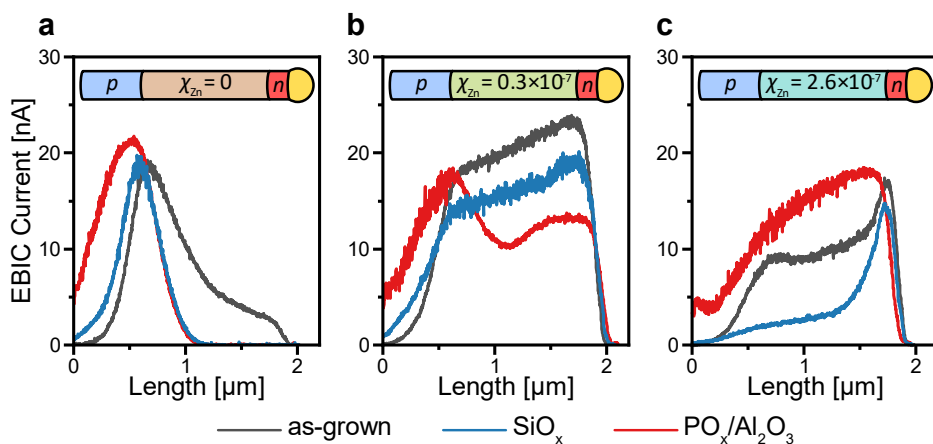 a
b
c
EBIC Current [nA]
30
20
10
0
p
χZn = 0
n
0
1
2
Length [µm]
30
20
10
0
p
χZn = 0.3×10-7
n
0
1
2
Length [µm]
30
20
10
0
p
χZn = 2.6×10-7
n
0
1
2
Length [µm]
as-grown
SiOx
POx/Al2O3